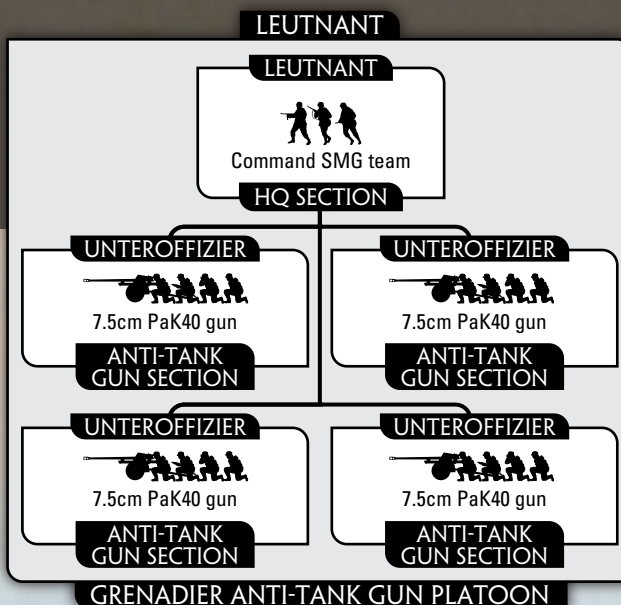 LEUTNANT
LEUTNANT
Command SMG team
HQ SECTION
UNTEROFFIZIER
7.5cm PaK40 gun
ANTI-TANK
GUN SECTION
UNTEROFFIZIER
7.5cm PaK40 gun
ANTI-TANK
GUN SECTION
UNTEROFFIZIER
7.5cm PaK40 gun
ANTI-TANK
GUN SECTION
UNTEROFFIZIER
7.5cm PaK40 gun
ANTI-TANK
GUN SECTION
GRENADIER ANTI-TANK GUN PLATOON